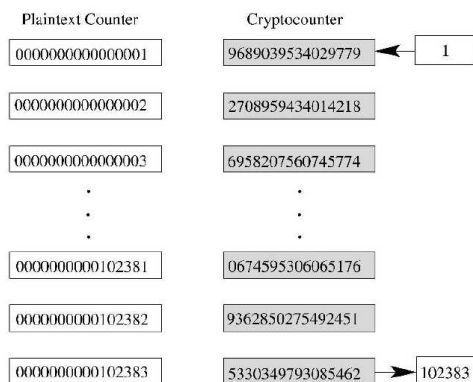 Plaintext Counter Cryptocounter
0000000000000001 9689039534029779 1
0000000000000002 2708959434014218
0000000000000003 6958207560745774
0000000000102381 0674595306065176
0000000000102382 9362850275492451
0000000000102383 5330349793085462 102383